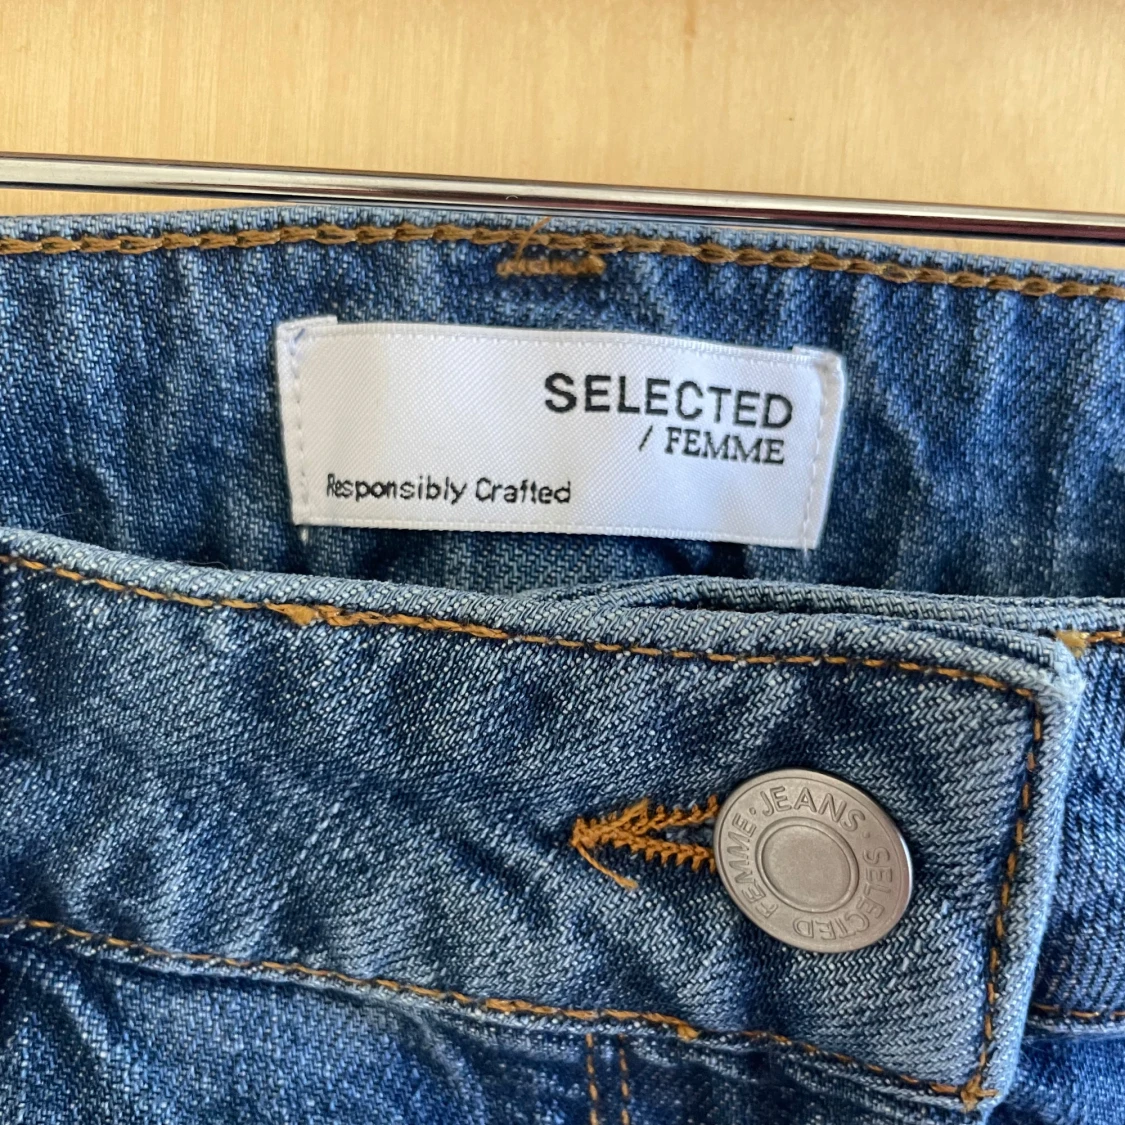 SELECTED
/ FEMME
Responsibly Crafted
FEMME · JEANS · SELECTED